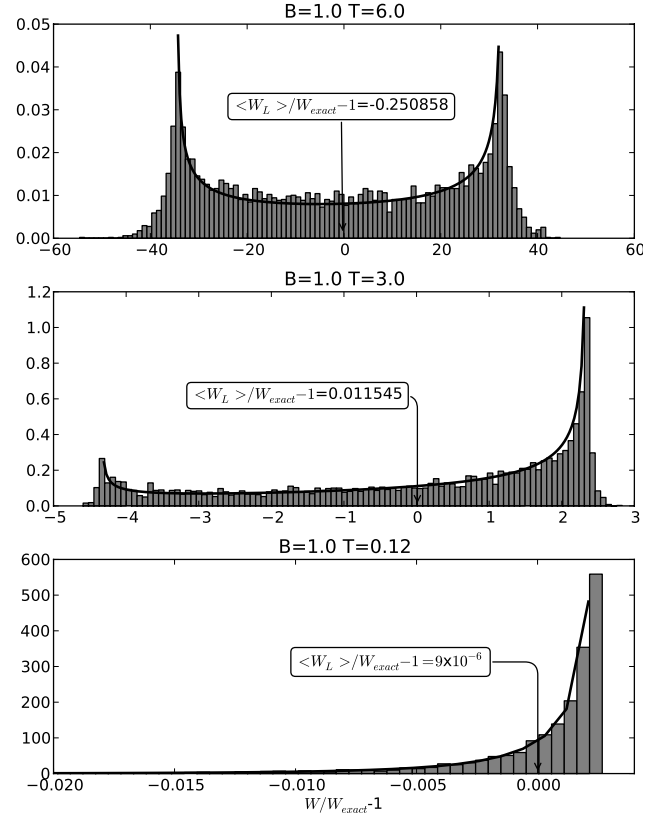 B=1.0 T=6.0
0.05
0.04
0.03
0.02
0.01
0.00
<W_L>/W_exact−1=-0.250858
−60 −40 −20 0 20 40 60
B=1.0 T=3.0
1.2
1.0
0.8
0.6
0.4
0.2
0.0
<W_L>/W_exact−1=0.011545
−5 −4 −3 −2 −1 0 1 2 3
B=1.0 T=0.12
600
500
400
300
200
100
0
<W_L>/W_exact−1=9x10^−6
−0.020 −0.015 −0.010 −0.005 0.000
W/W_exact-1